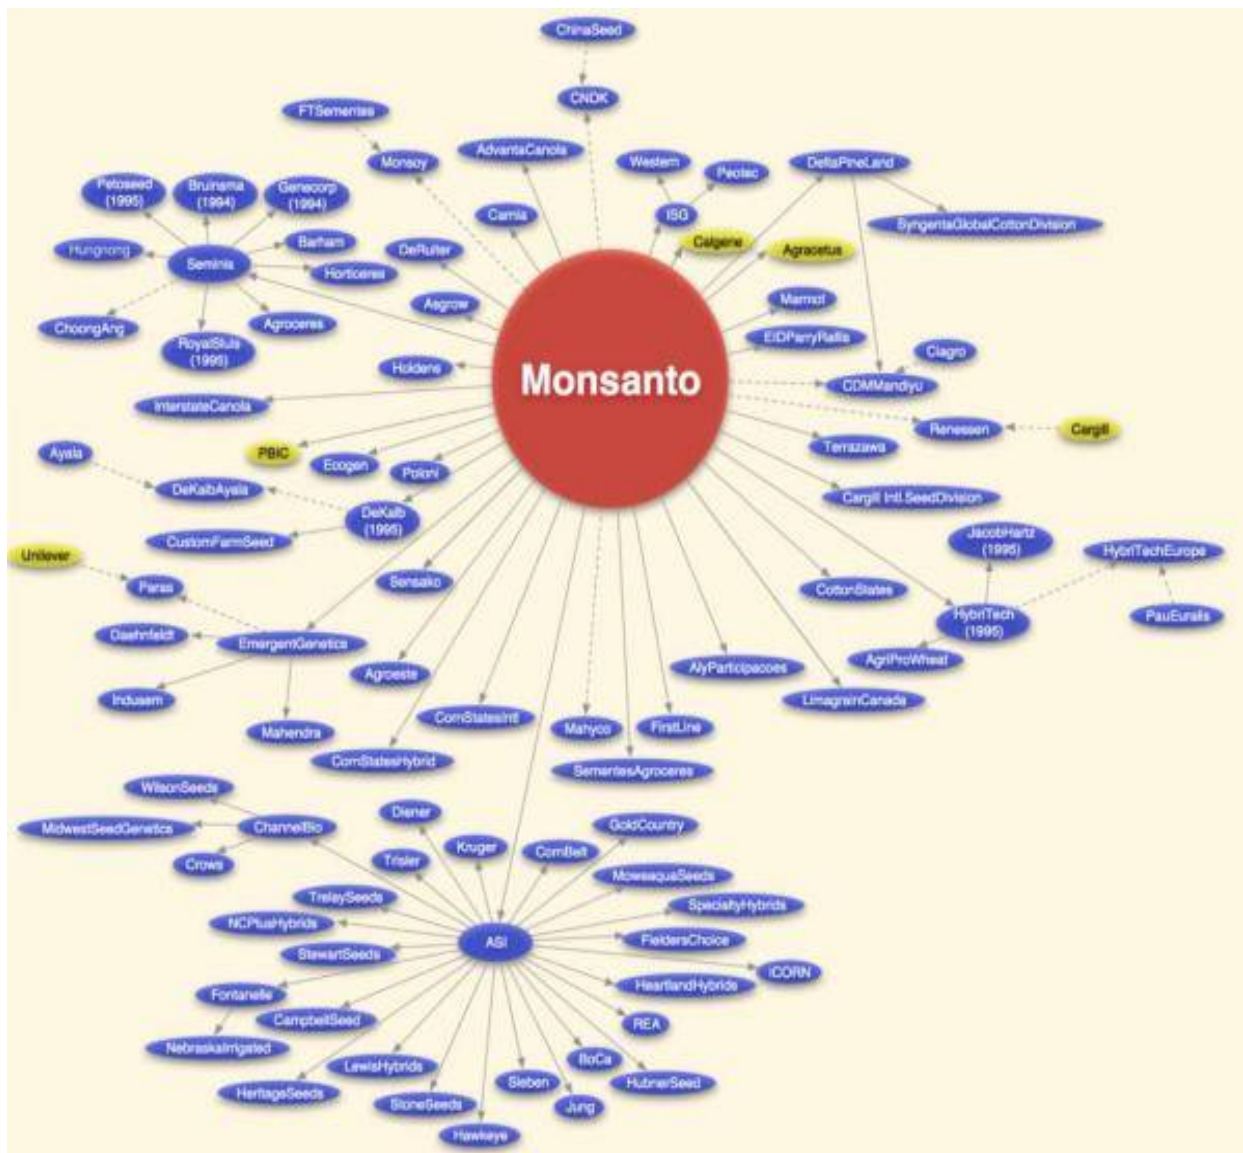 ChinaSeed
CNDK
FTSementes
Monsoy
AdvantaCanola
Western
Peotec
DeltaPineLand
Petoseed
(1995)
Bruinsma
(1994)
Genecorp
(1994)
Carnia
ISG
SyngentaGlobalCottonDivision
Hungnong
Seminis
Barham
Horticeres
DeRuiter
Calgene
Agracetus
ChoongAng
RoyalSluis
(1995)
Agroceres
Asgrow
Marmot
EIDParryRallis
Holdens
Monsanto
CDMMandiyu
Ciagro
InterstateCanola
Renessen
Cargill
PBIC
Ecogen
Poloni
Terrazawa
Ayala
DeKalbAyala
DeKalb
(1995)
Cargill Intl.SeedDivision
CustomFarmSeed
JacobHartz
(1995)
HybriTechEurope
Unilever
Paras
Sensako
CottonStates
HybriTech
(1995)
PauEuralis
Daehnfeldt
EmergentGenetics
Agroeste
AlyParticipacoes
AgriProWheat
Indusem
Mahendra
CornStatesIntl
Mahyco
FirstLine
LimagrainCanada
CornStatesHybrid
SementesAgroceres
WilsonSeeds
MidwestSeedGenetics
ChannelBio
Crows
Diener
Trisler
Kruger
CornBelt
GoldCountry
MoweaquaSeeds
TrelaySeeds
NCPlusHybrids
StewartSeeds
ASI
SpecialtyHybrids
FieldersChoice
ICORN
Fontanelle
CampbellSeed
HeartlandHybrids
REA
NebraskaIrrigated
LewisHybrids
BoCa
HeritageSeeds
StoneSeeds
Sieben
HubnerSeed
Jung
Hawkeye